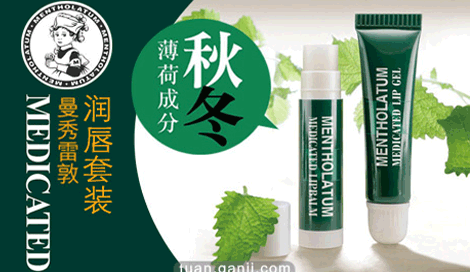 MENTHOLATUM
MENTHOLATUM
润唇套装
曼秀雷敦
MEDICATED
秋冬
薄荷成分
MENTHOLATUM
MEDICATED LIPBALM
MENTHOLATUM
MEDICATED LIP GEL
tuan.ganji.com